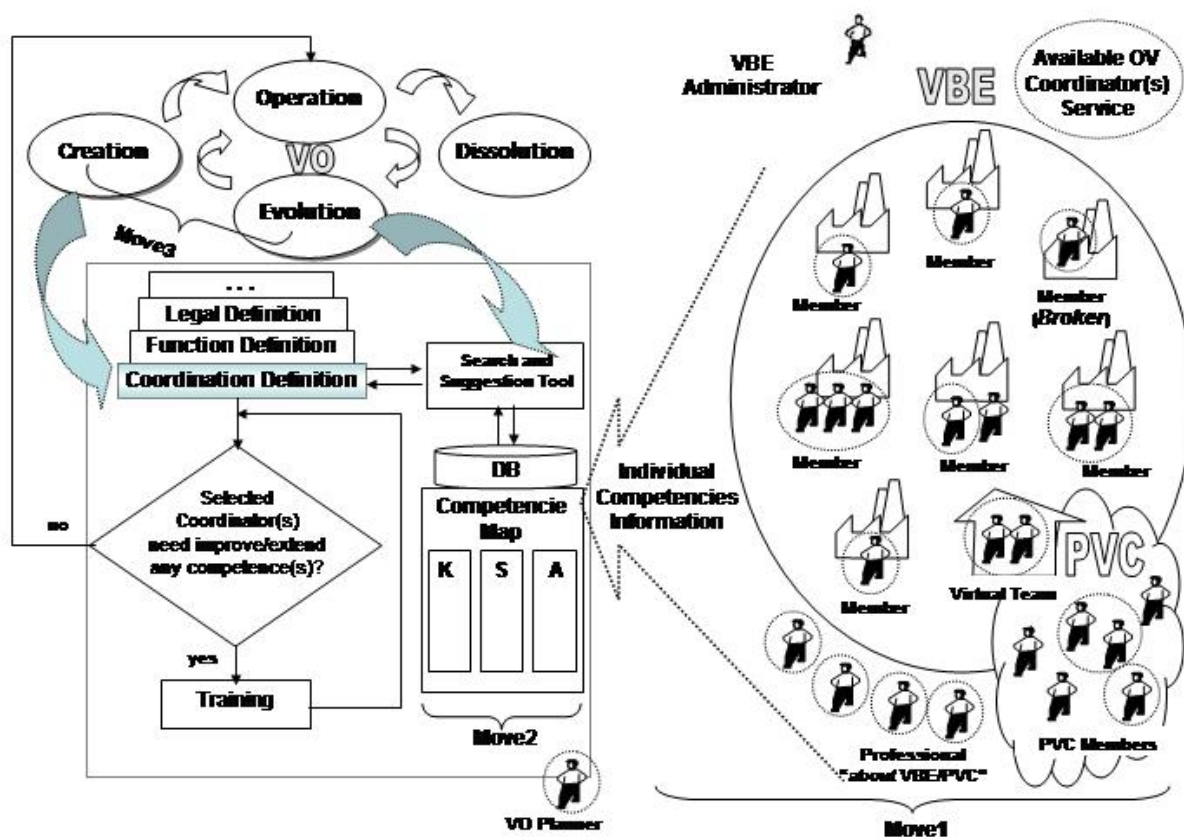 Operation
Creation
VO
Dissolution
Evolution
Move3
. . .
Legal Definition
Function Definition
Coordination Definition
Search and
Suggestion Tool
DB
Competencie
Map
K S A
Move2
Selected
Coordinator(s)
need improve/extend
any competence(s)?
no
yes
Training
VO Planner
Individual
Competencies
Information
VBE
Administrator
VBE
Available OV
Coordinator(s)
Service
Member
Member
Member
(Broker)
Member
Member
Member
Member
Virtual Team
PVC
PVC Members
Professional
"about VBE/PVC"
Move1